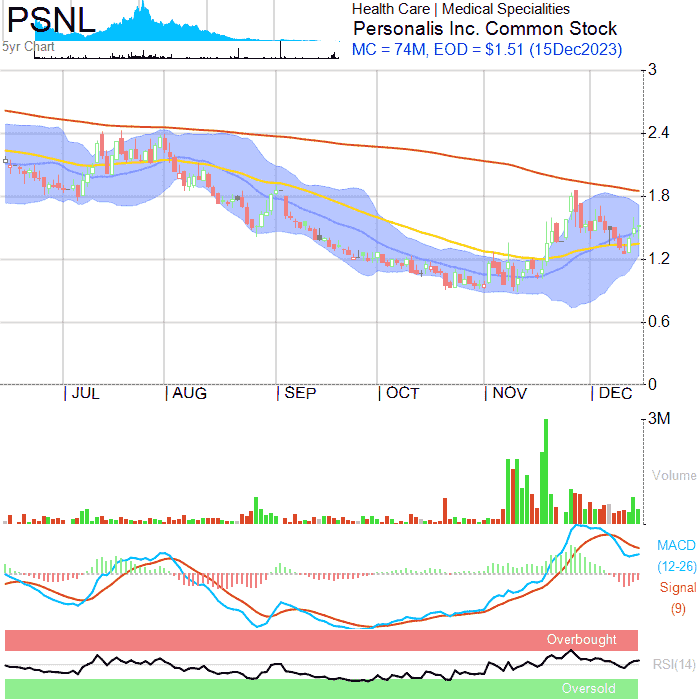 PSNL
5yr Chart
Health Care | Medical Specialities
Personalis Inc. Common Stock
MC = 74M, EOD = $1.51 (15Dec2023)
3
2.4
1.8
1.2
0.6
0
| JUL | AUG | SEP | OCT | NOV | DEC
3M
Volume
MACD
(12-26)
Signal
(9)
Overbought
RSI(14)
Oversold